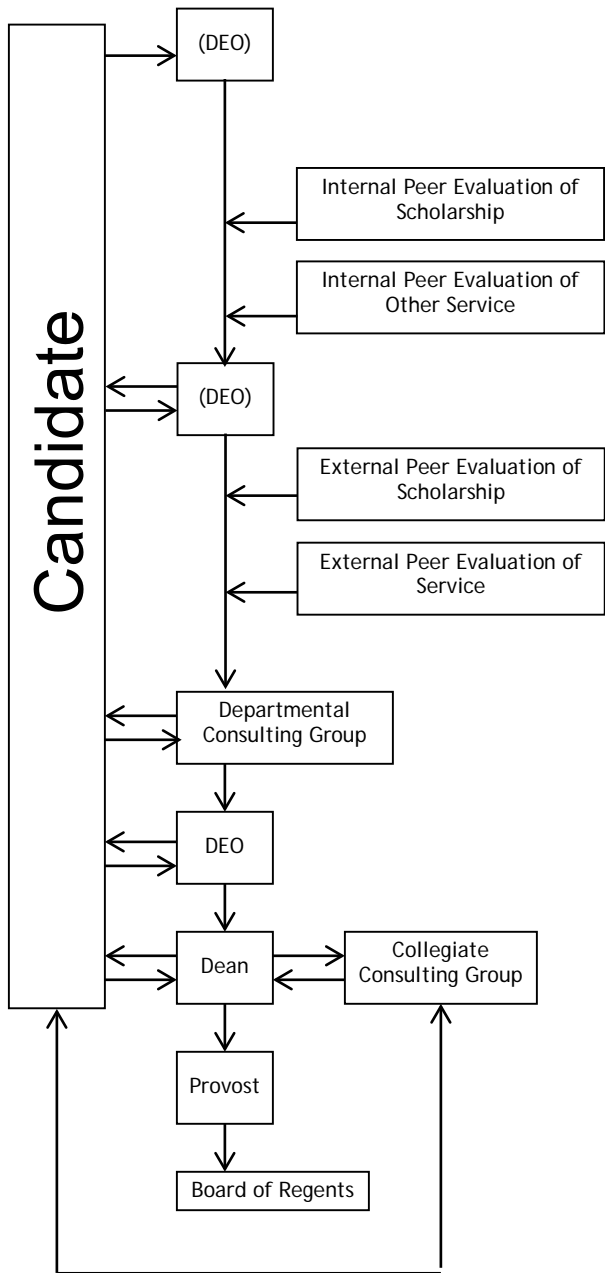 Candidate
(DEO)
Internal Peer Evaluation of
Scholarship
Internal Peer Evaluation of
Other Service
(DEO)
External Peer Evaluation of
Scholarship
External Peer Evaluation of
Service
Departmental
Consulting Group
DEO
Dean
Collegiate
Consulting Group
Provost
Board of Regents